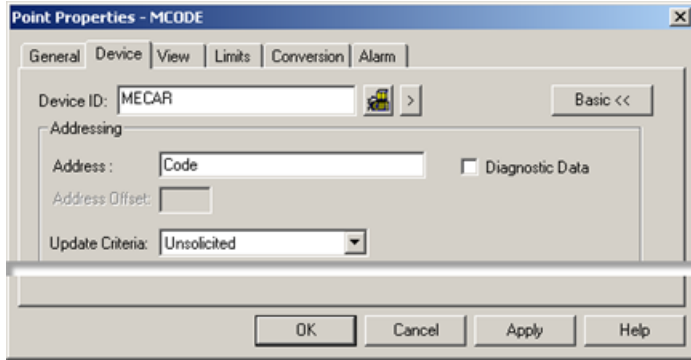 Point Properties - MCODE
General Device View Limits Conversion Alarm
Device ID: MECAR > Basic <<
Addressing
Address : Code Diagnostic Data
Address Offset:
Update Criteria: Unsolicited
OK Cancel Apply Help